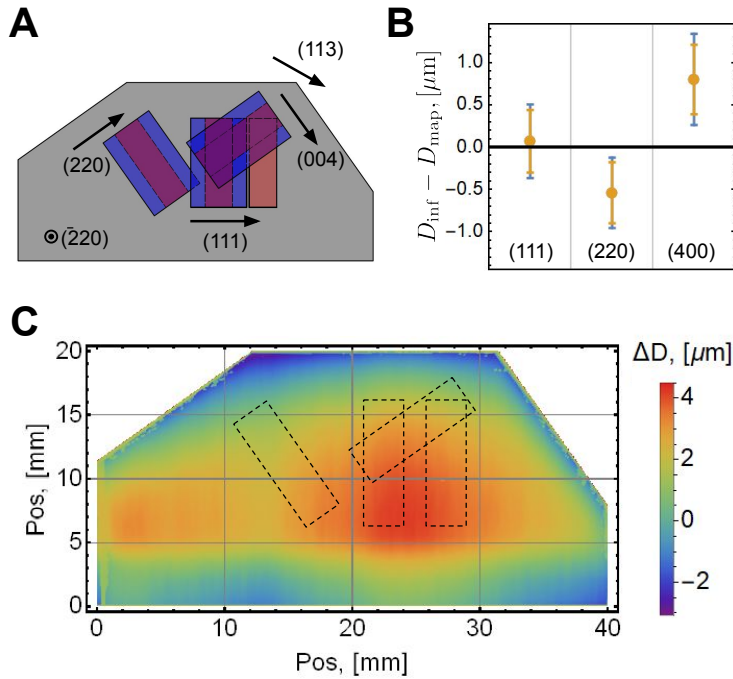 A
(113)
(220)
(004)
(111)
⊙(2̄20)
B
D_inf − D_map, [μm]
1.0
0.5
0.0
−0.5
−1.0
(111) (220) (400)
C
ΔD, [μm]
Pos, [mm]
20
15
10
5
0
0 10 20 30 40
Pos, [mm]
4
2
0
−2